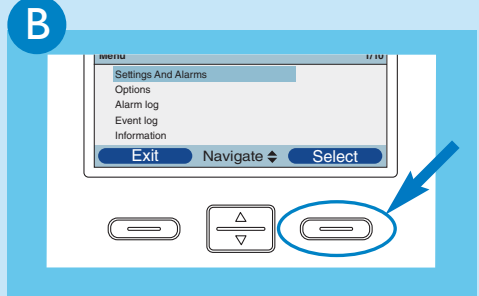 B
Menu 1/10
Settings And Alarms
Options
Alarm log
Event log
Information
Exit Navigate Select